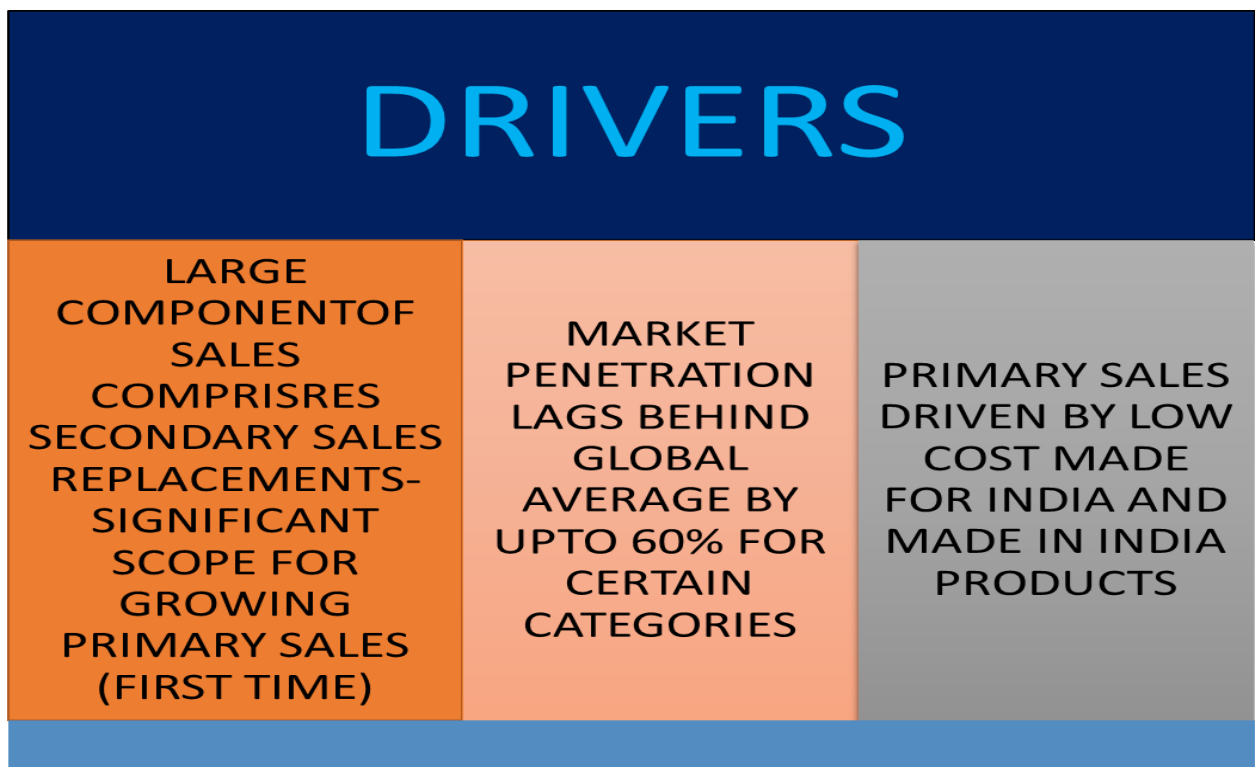 DRIVERS
LARGE
COMPONENTOF
SALES
COMPRISRES
SECONDARY SALES
REPLACEMENTS-
SIGNIFICANT
SCOPE FOR
GROWING
PRIMARY SALES
(FIRST TIME)
MARKET
PENETRATION
LAGS BEHIND
GLOBAL
AVERAGE BY
UPTO 60% FOR
CERTAIN
CATEGORIES
PRIMARY SALES
DRIVEN BY LOW
COST MADE
FOR INDIA AND
MADE IN INDIA
PRODUCTS